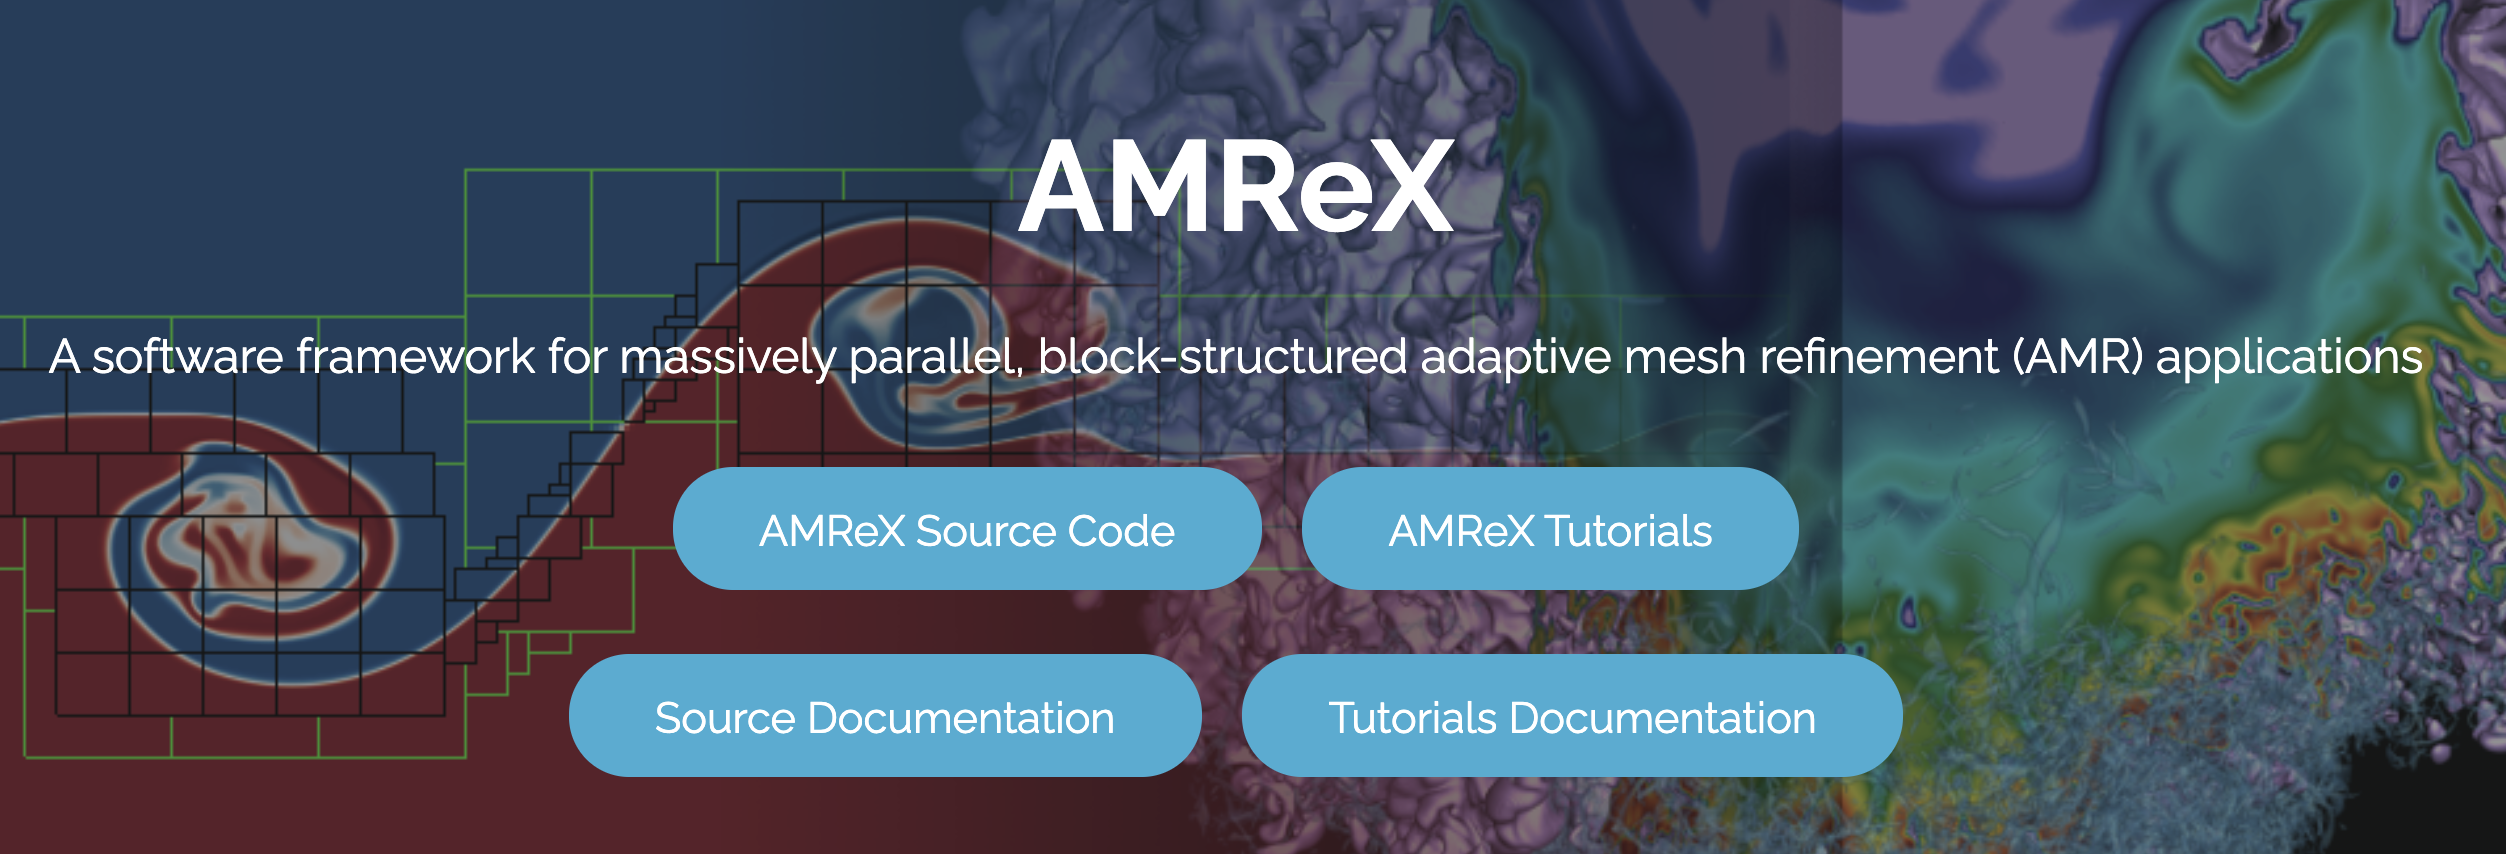 AMReX
A software framework for massively parallel, block-structured adaptive mesh refinement (AMR) applications
AMReX Source Code
AMReX Tutorials
Source Documentation
Tutorials Documentation